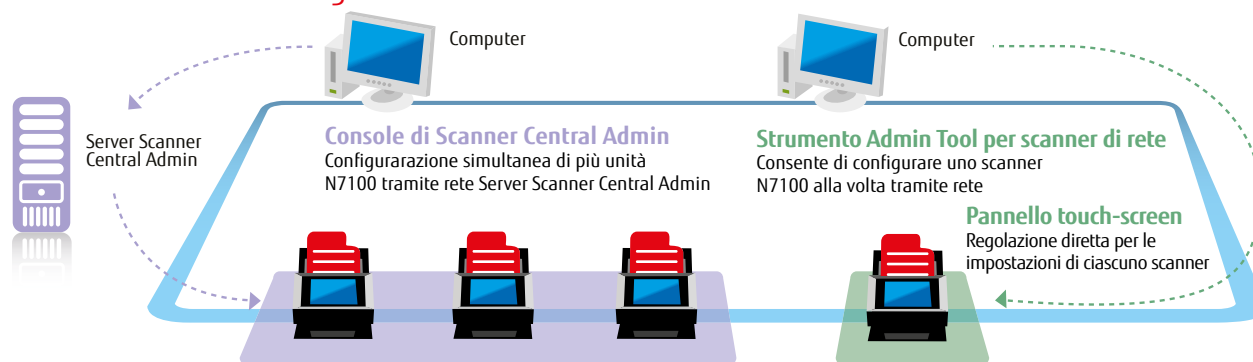 Computer
Computer
Server Scanner
Central Admin
Console di Scanner Central Admin
Configurarazione simultanea di più unità
N7100 tramite rete Server Scanner Central Admin
Strumento Admin Tool per scanner di rete
Consente di configurare uno scanner
N7100 alla volta tramite rete
Pannello touch-screen
Regolazione diretta per le
impostazioni di ciascuno scanner